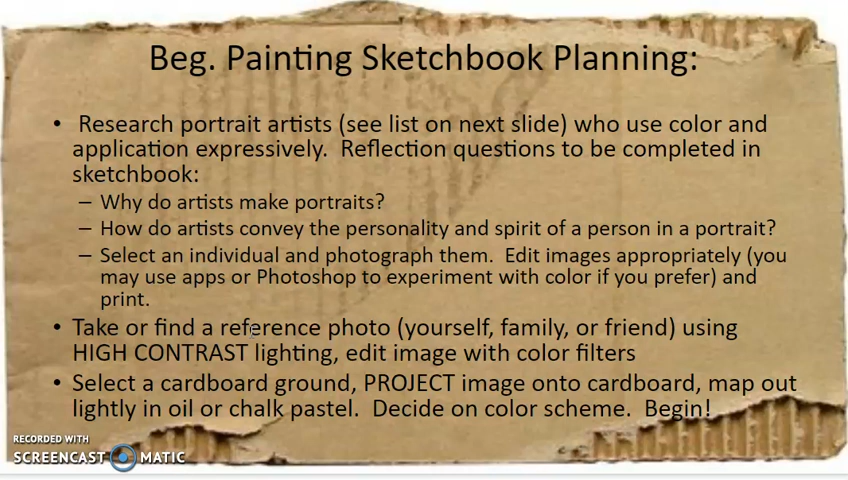 Beg. Painting Sketchbook Planning:
• Research portrait artists (see list on next slide) who use color and
application expressively.  Reflection questions to be completed in
sketchbook:
– Why do artists make portraits?
– How do artists convey the personality and spirit of a person in a portrait?
– Select an individual and photograph them.  Edit images appropriately (you
may use apps or Photoshop to experiment with color if you prefer) and
print.
• Take or find a reference photo (yourself, family, or friend) using
HIGH CONTRAST lighting, edit image with color filters
• Select a cardboard ground, PROJECT image onto cardboard, map out
lightly in oil or chalk pastel.  Decide on color scheme.  Begin!
RECORDED WITH
SCREENCAST MATIC